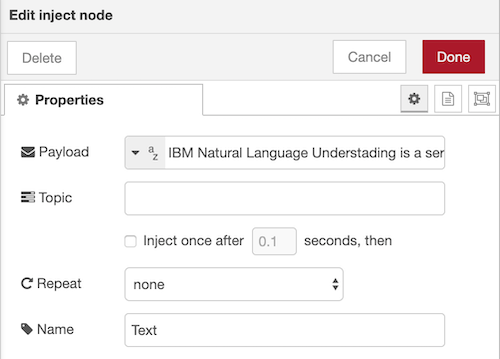 Edit inject node
Delete Cancel Done
Properties
Payload a z IBM Natural Language Understading is a ser
Topic
Inject once after 0.1 seconds, then
Repeat none
Name Text